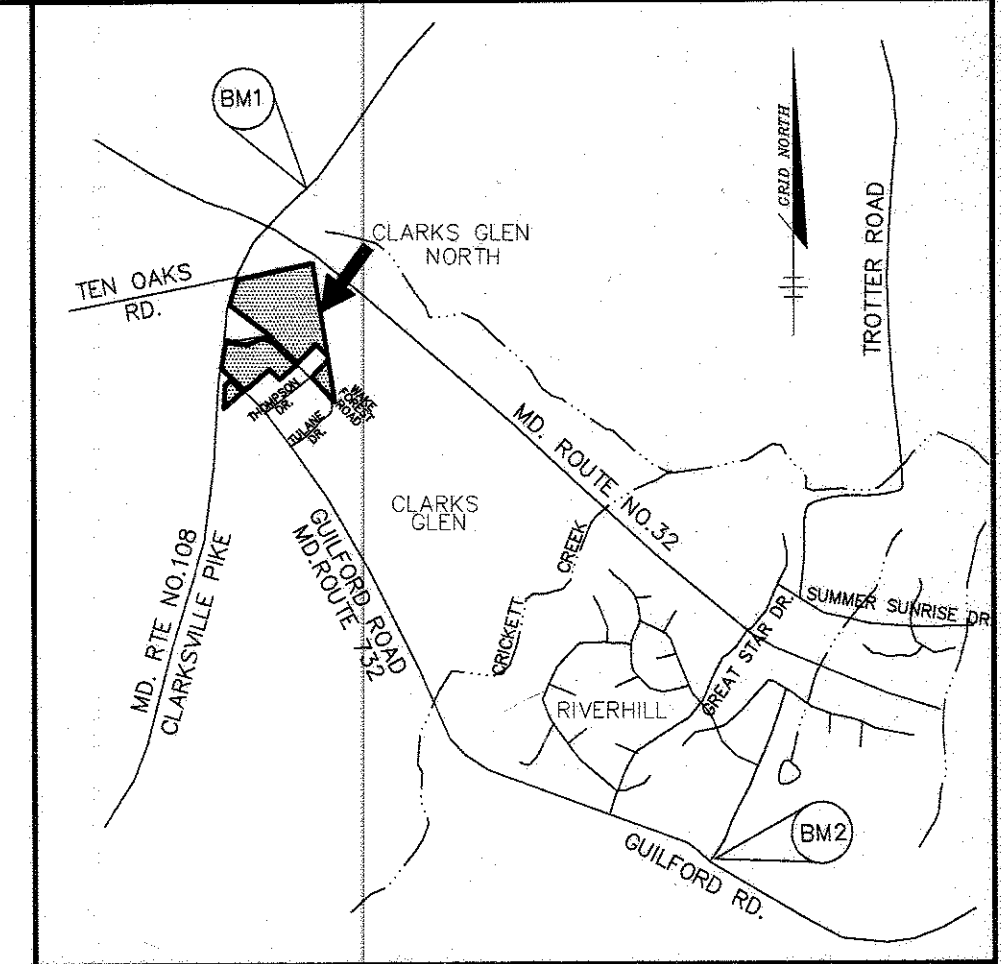 BM1
GRID NORTH
CLARKS GLEN
NORTH
TEN OAKS
RD.
TROTTER ROAD
THOMPSON
DR.
WAKE
FOREST
ROAD
TULANE
DR.
MD. ROUTE NO.32
CLARKS
GLEN
MD. RTE NO.108
CLARKSVILLE PIKE
GUILFORD ROAD
MD.ROUTE 732
CRICKETT CREEK
SUMMER SUNRISE DR
GREAT STAR DR.
RIVERHILL
BM2
GUILFORD RD.